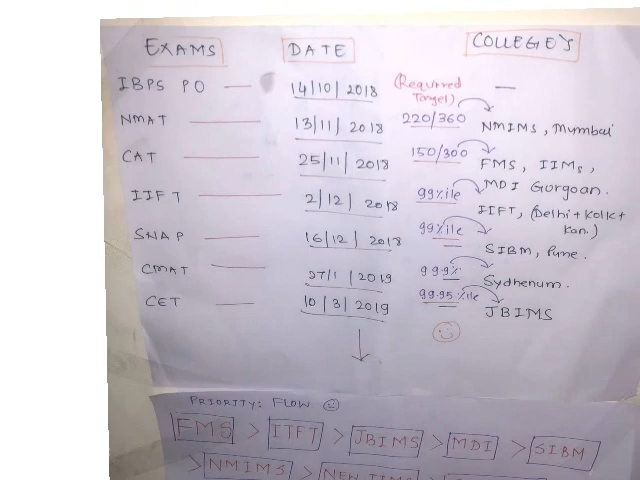 EXAMS DATE COLLEGE'S
IBPS PO — 14/10/2018 (Required Target) —
NMAT — 13/11/2018 220/360 NMIMS, Mumbai
CAT — 25/11/2018 150/300 FMS, IIMs,
MDI Gurgoan.
IIFT — 2/12/2018 99%ile IIFT, (Delhi+Kolk+
Kan.)
SNAP — 16/12/2018 99%ile SIBM, Pune.
CMAT — 27/1/2019 99.9% Sydhenum.
CET — 10/3/2019 99.95%ile JBIMS
PRIORITY: FLOW
FMS > IIFT > JBIMS > MDI > SIBM
> NMIMS >